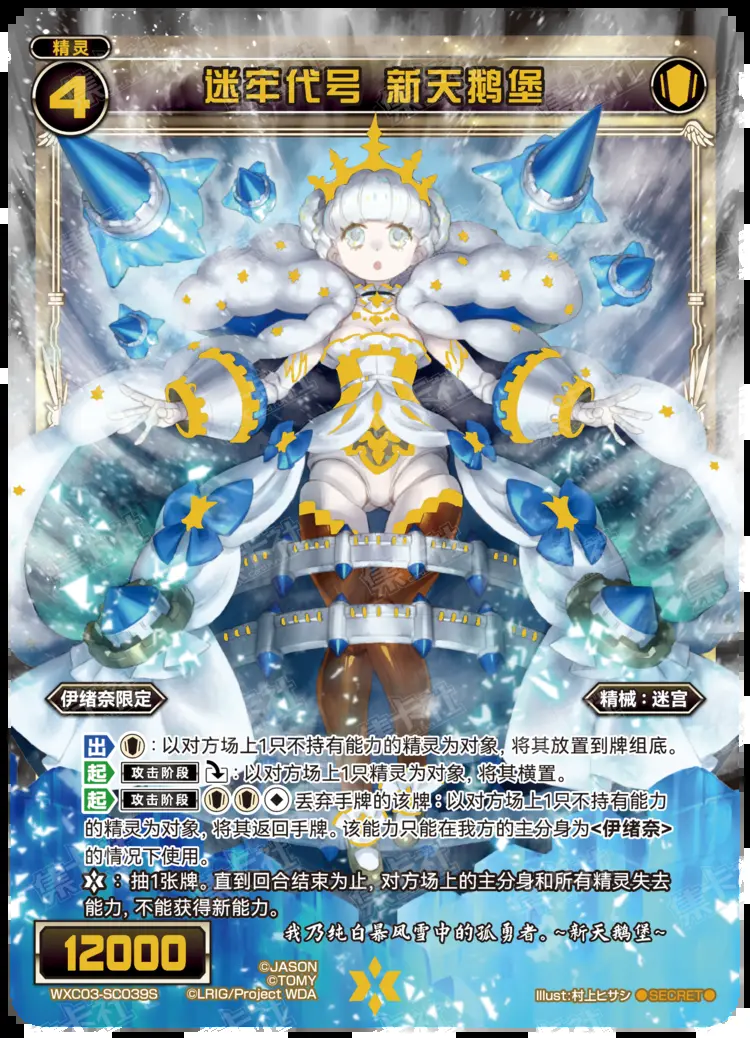 精灵
4
迷牢代号 新天鹅堡
伊绪奈限定
精械：迷宫
出 ：以对方场上1只不持有能力的精灵为对象，将其放置到牌组底。
起 攻击阶段 ：以对方场上1只精灵为对象，将其横置。
起 攻击阶段 丢弃手牌的该牌：以对方场上1只不持有能力
的精灵为对象，将其返回手牌。该能力只能在我方的主分身为<伊绪奈>
的情况下使用。
：抽1张牌。直到回合结束为止，对方场上的主分身和所有精灵失去
能力，不能获得新能力。
我乃纯白暴风雪中的孤勇者。~新天鹅堡~
12000
©JASON
©TOMY
WXC03-SC039S ©LRIG/Project WDA
Illust:村上ヒサシ ●SECRET●
集卡社